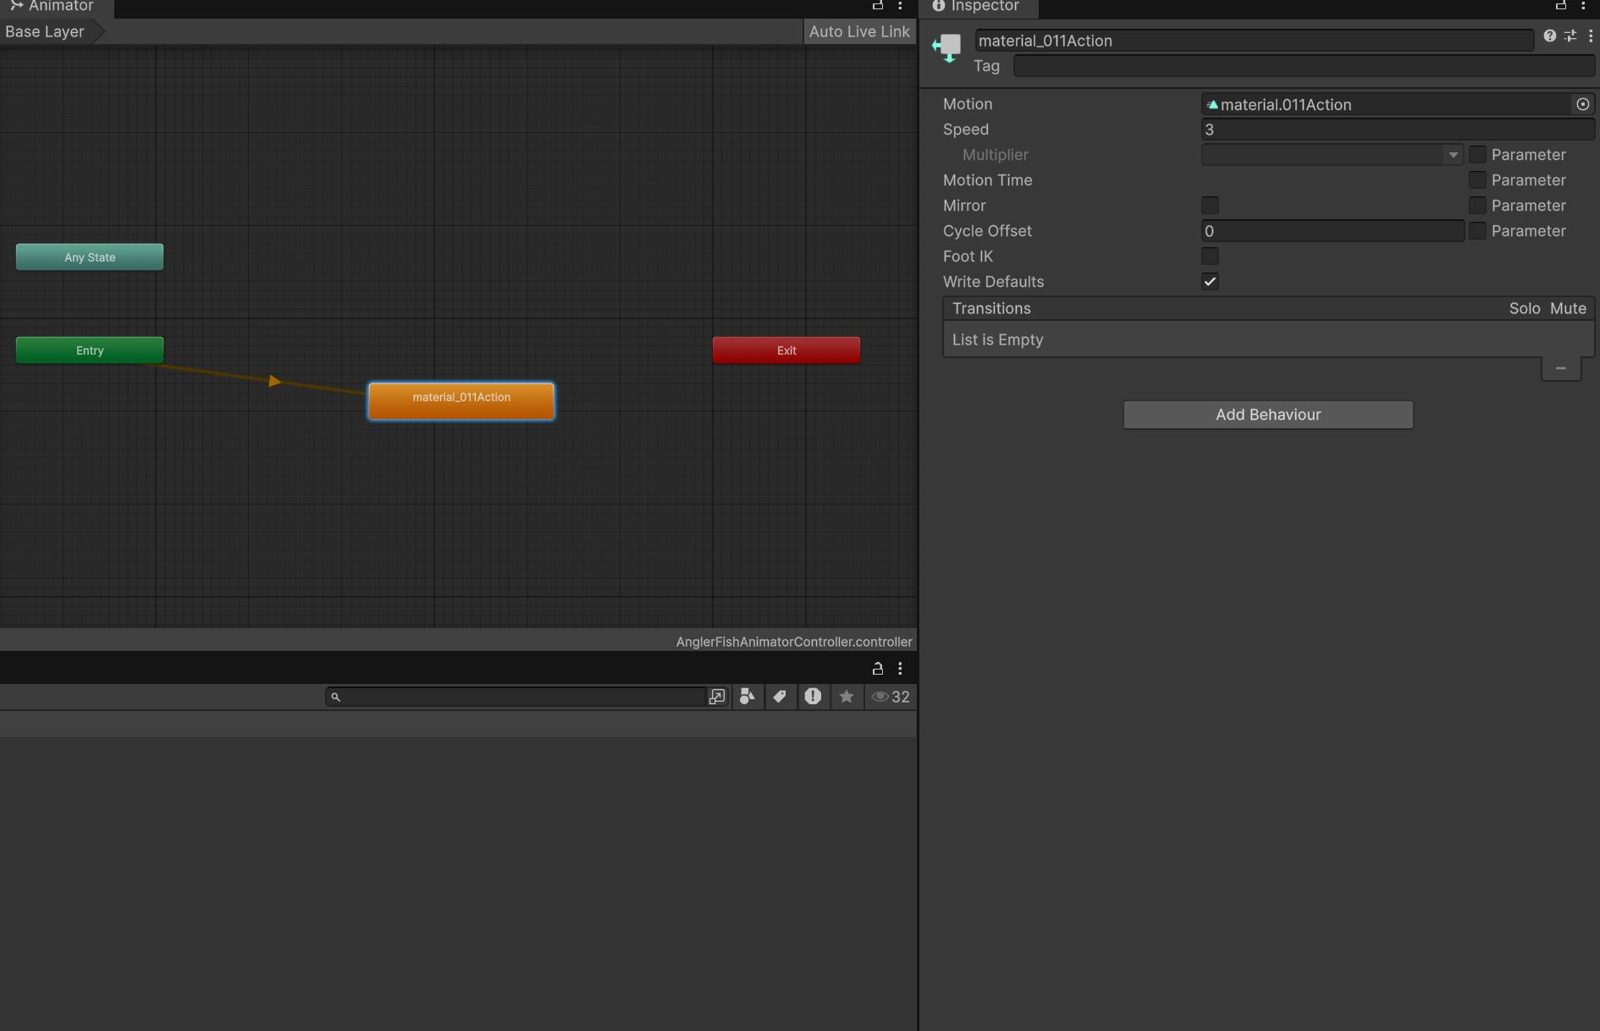 Animator
Base Layer
Auto Live Link
Any State
Entry
Exit
material_011Action
AnglerFishAnimatorController.controller
32
Inspector
material_011Action
Tag
Motion
material.011Action
Speed
3
Multiplier
Parameter
Motion Time
Parameter
Mirror
Parameter
Cycle Offset
0
Parameter
Foot IK
Write Defaults
Transitions
Solo Mute
List is Empty
Add Behaviour